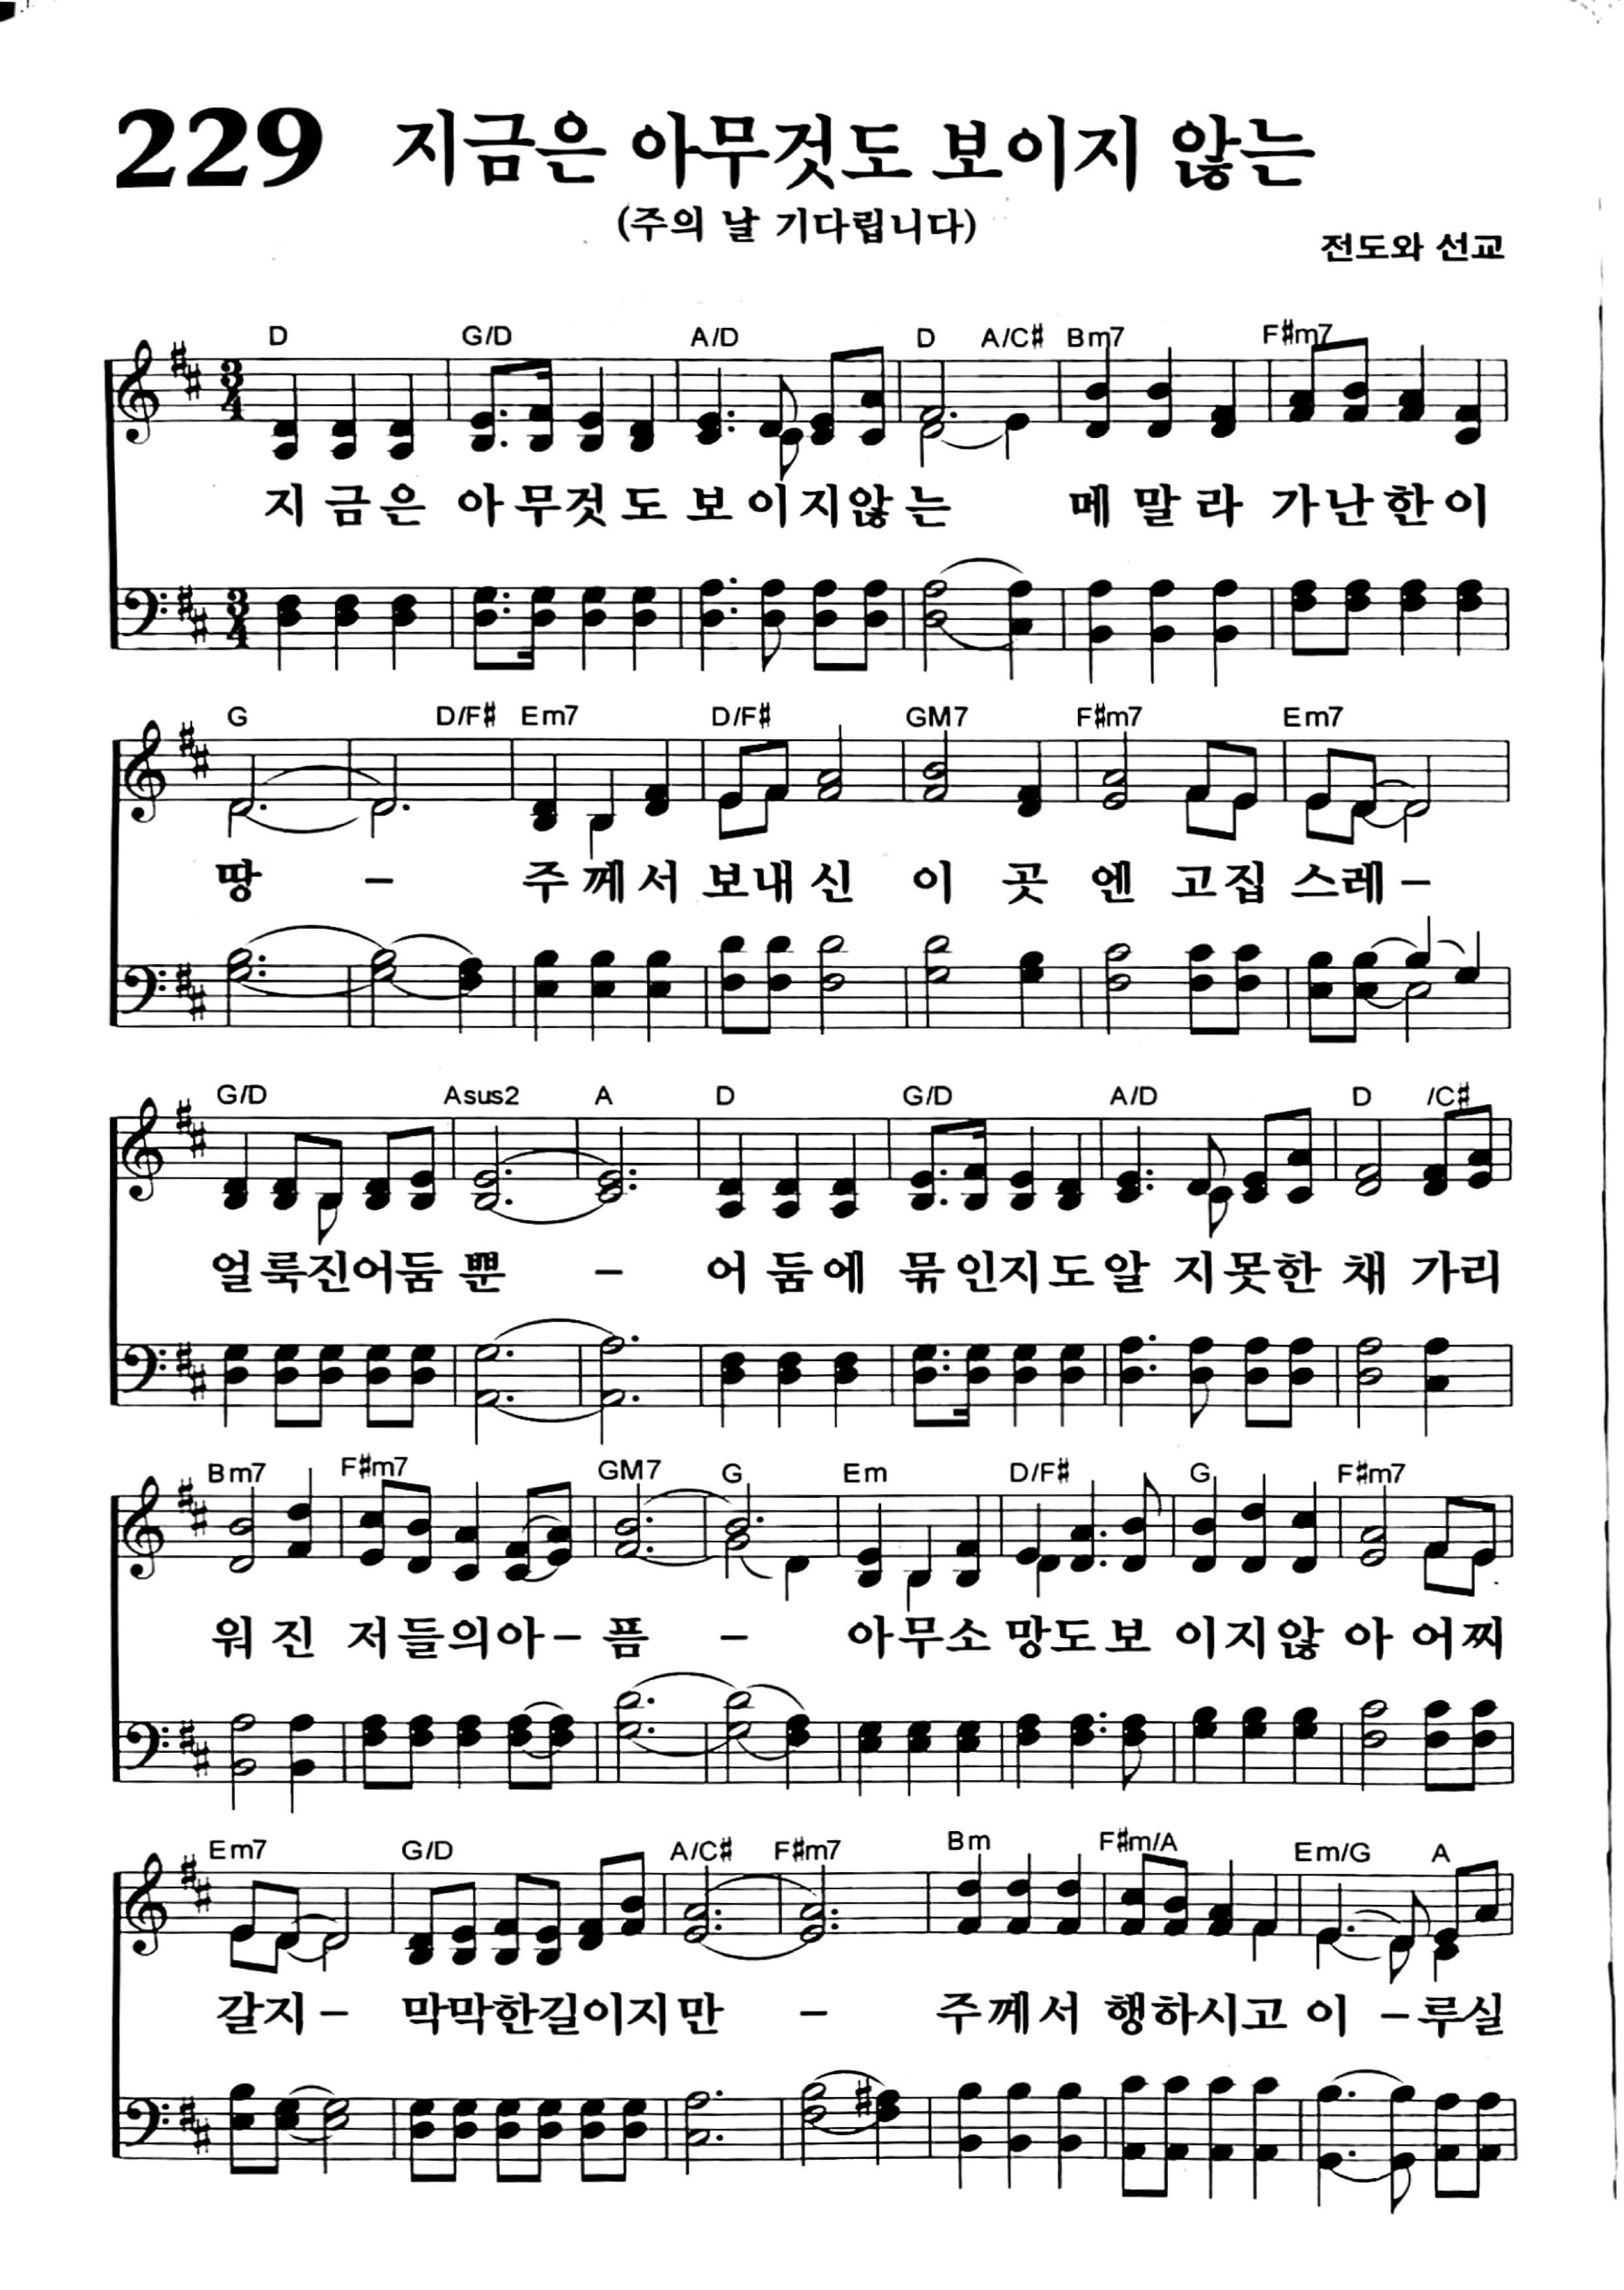 229 지금은 아무것도 보이지 않는
(주의 날 기다립니다)
전도와 선교
D G/D A/D D A/C# Bm7 F#m7
3/4
지 금 은 아 무 것 도 보 이 지 않 는 메 말 라 가 난 한 이
3/4
G D/F# Em7 D/F# GM7 F#m7 Em7
땅 – 주 께 서 보 내 신 이 곳 엔 고 집 스 레 –
G/D Asus2 A D G/D A/D D /C#
얼 룩 진 어 둠 뿐 – 어 둠 에 묶 인 지 도 알 지 못 한 채 가 리
Bm7 F#m7 GM7 G Em D/F# G F#m7
워 진 저 들 의 아 – 픔 – 아 무 소 망 도 보 이 지 않 아 어 찌
Em7 G/D A/C# F#m7 Bm F#m/A Em/G A
갈 지 – 막 막 한 길 이 지 만 – 주 께 서 행 하 시 고 이 – 루 실